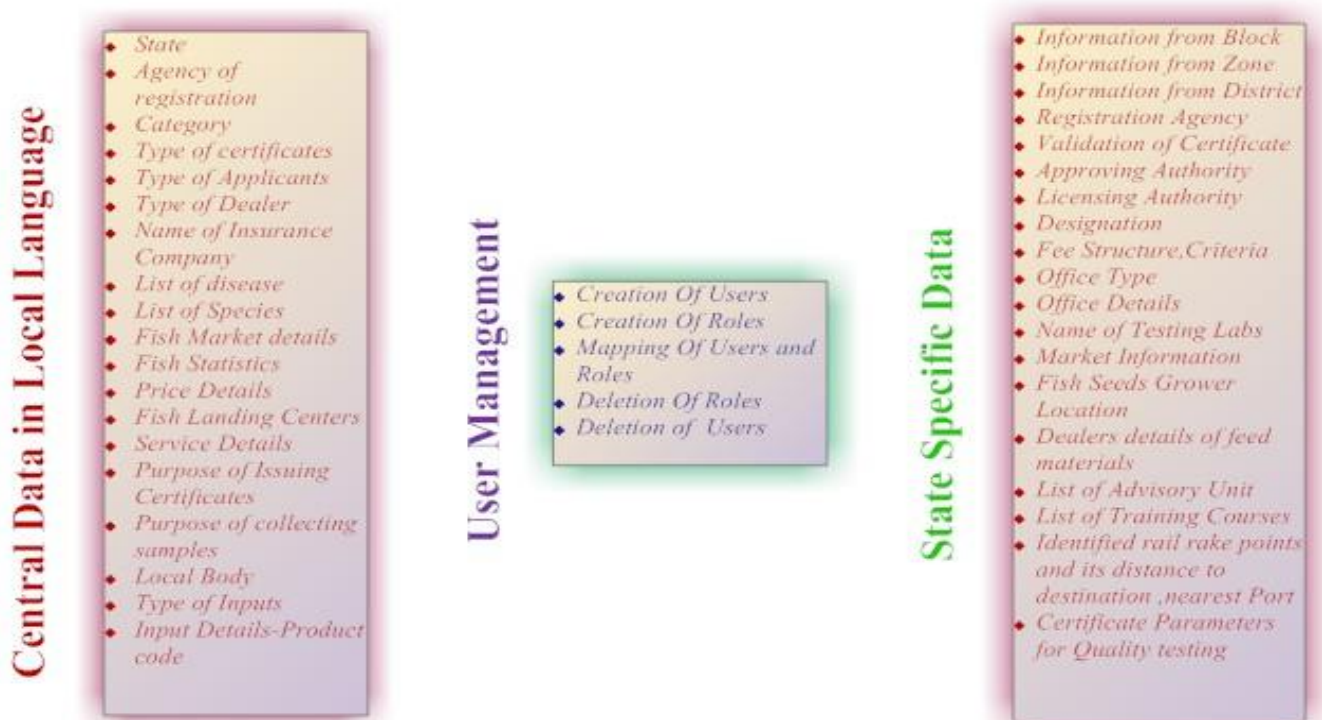 Central Data in Local Language
State
Agency of
registration
Category
Type of certificates
Type of Applicants
Type of Dealer
Name of Insurance
Company
List of disease
List of Species
Fish Market details
Fish Statistics
Price Details
Fish Landing Centers
Service Details
Purpose of Issuing
Certificates
Purpose of collecting
samples
Local Body
Type of Inputs
Input Details-Product
code
User Management
Creation Of Users
Creation Of Roles
Mapping Of Users and
Roles
Deletion Of Roles
Deletion of Users
State Specific Data
Information from Block
Information from Zone
Information from District
Registration Agency
Validation of Certificate
Approving Authority
Licensing Authority
Designation
Fee Structure,Criteria
Office Type
Office Details
Name of Testing Labs
Market Information
Fish Seeds Grower
Location
Dealers details of feed
materials
List of Advisory Unit
List of Training Courses
Identified rail rake points
and its distance to
destination ,nearest Port
Certificate Parameters
for Quality testing